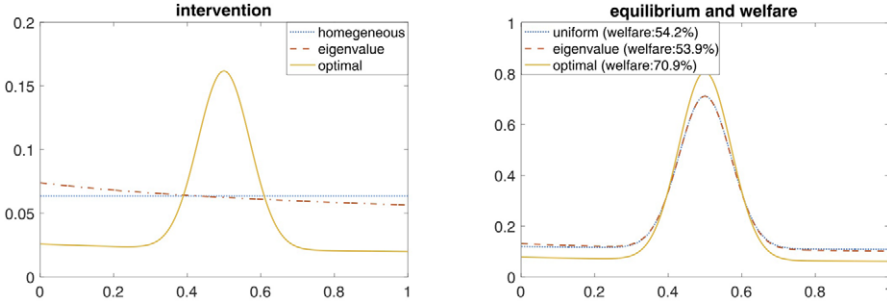 intervention
0.2
0.15
0.1
0.05
0
0
0.2
0.4
0.6
0.8
1
homegeneous
eigenvalue
optimal
equilibrium and welfare
1
0.8
0.6
0.4
0.2
0
0
0.2
0.4
0.6
0.8
1
uniform (welfare:54.2%)
eigenvalue (welfare:53.9%)
optimal (welfare:70.9%)